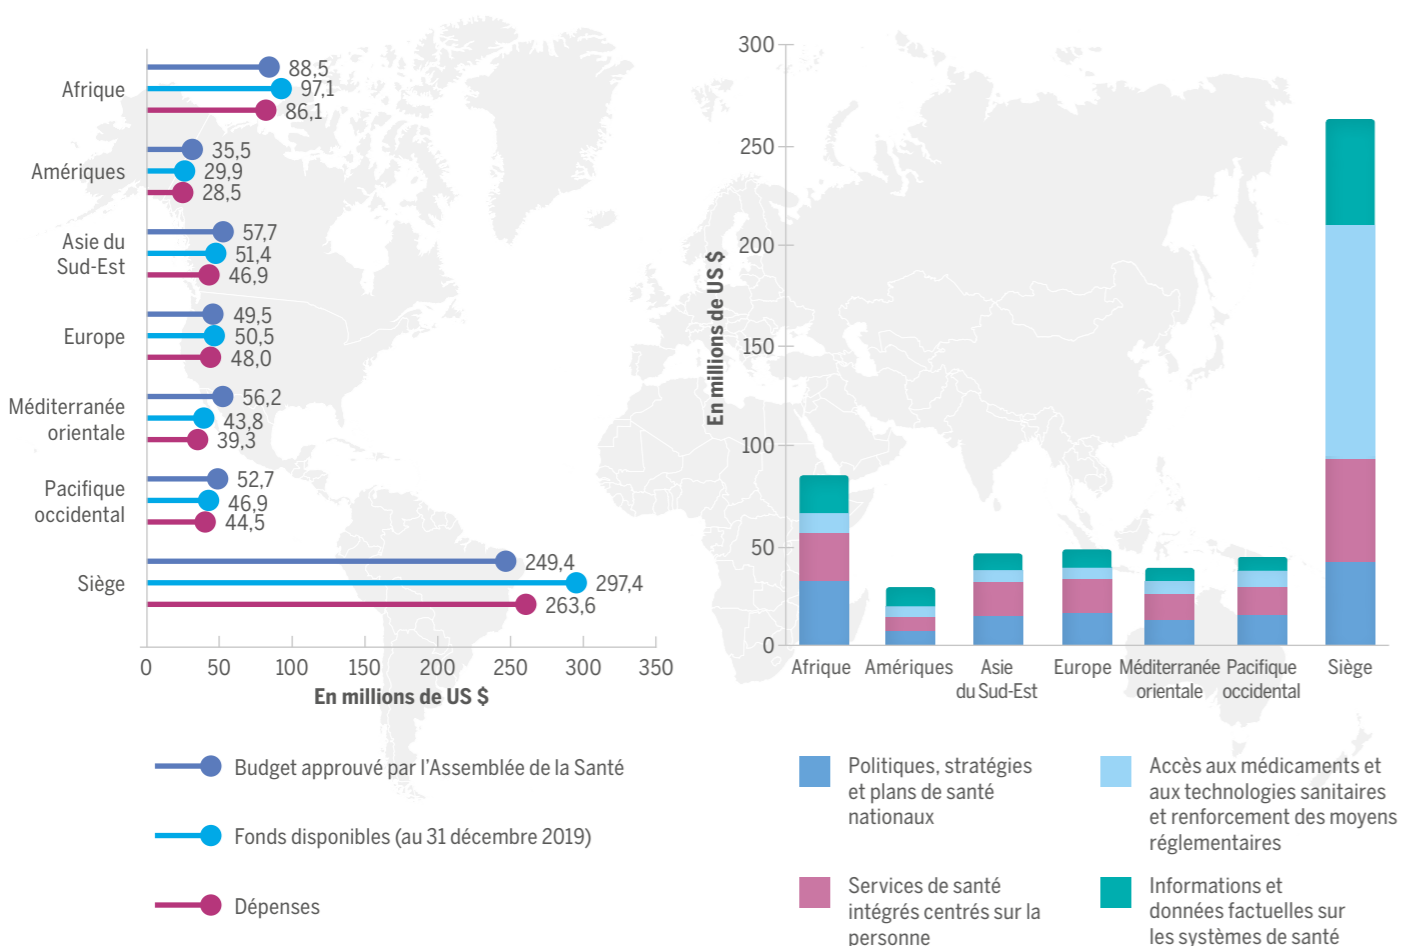 Afrique
88,5
97,1
86,1
Amériques
35,5
29,9
28,5
Asie du
Sud-Est
57,7
51,4
46,9
Europe
49,5
50,5
48,0
Méditerranée
orientale
56,2
43,8
39,3
Pacifique
occidental
52,7
46,9
44,5
Siège
249,4
297,4
263,6
0 50 100 150 200 250 300 350
En millions de US $
Budget approuvé par l'Assemblée de la Santé
Fonds disponibles (au 31 décembre 2019)
Dépenses
En millions de US $
300
250
200
150
100
50
0
Afrique
Amériques
Asie
du Sud-Est
Europe
Méditerranée
orientale
Pacifique
occidental
Siège
Politiques, stratégies
et plans de santé
nationaux
Services de santé
intégrés centrés sur la
personne
Accès aux médicaments et
aux technologies sanitaires
et renforcement des moyens
réglementaires
Informations et
données factuelles sur
les systèmes de santé